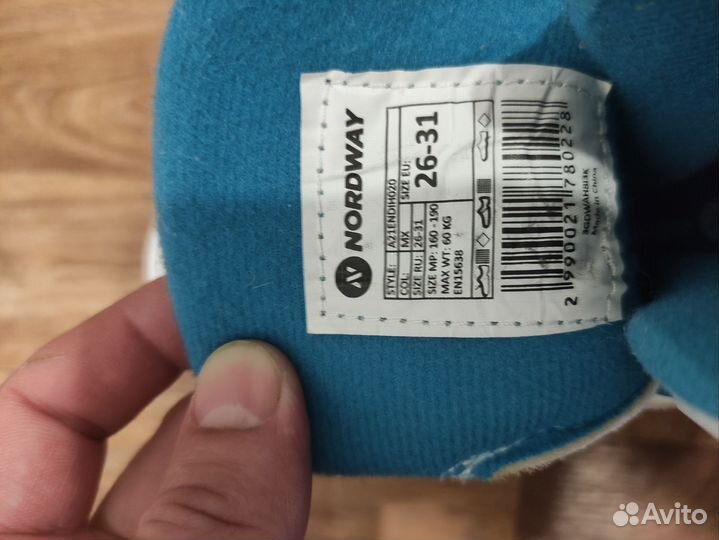 NORDWAY
STYLE: A21ENDIH020
COL. MX SIZE EU:
SIZE RU: 26-31 26-31
SIZE MP: 160 - 190
MAX WT: 60 KG
EN15638
2 990021 780228
Made in China
Avito